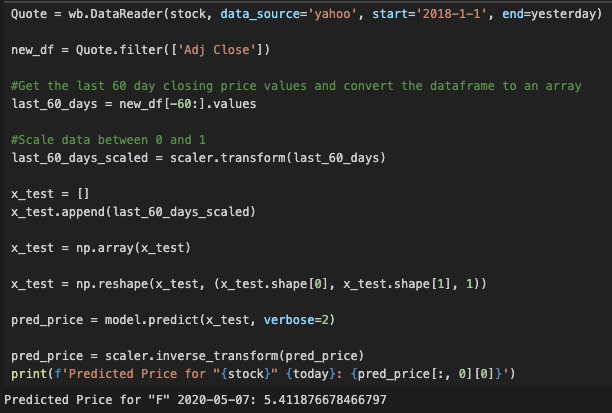 Quote = wb.DataReader(stock, data_source='yahoo', start='2018-1-1', end=yesterday)
new_df = Quote.filter(['Adj Close'])
#Get the last 60 day closing price values and convert the dataframe to an array
last_60_days = new_df[-60:].values
#Scale data between 0 and 1
last_60_days_scaled = scaler.transform(last_60_days)
x_test = []
x_test.append(last_60_days_scaled)
x_test = np.array(x_test)
x_test = np.reshape(x_test, (x_test.shape[0], x_test.shape[1], 1))
pred_price = model.predict(x_test, verbose=2)
pred_price = scaler.inverse_transform(pred_price)
print(f'Predicted Price for "{stock}" {today}: {pred_price[:, 0][0]}')
Predicted Price for "F" 2020-05-07: 5.411876678466797